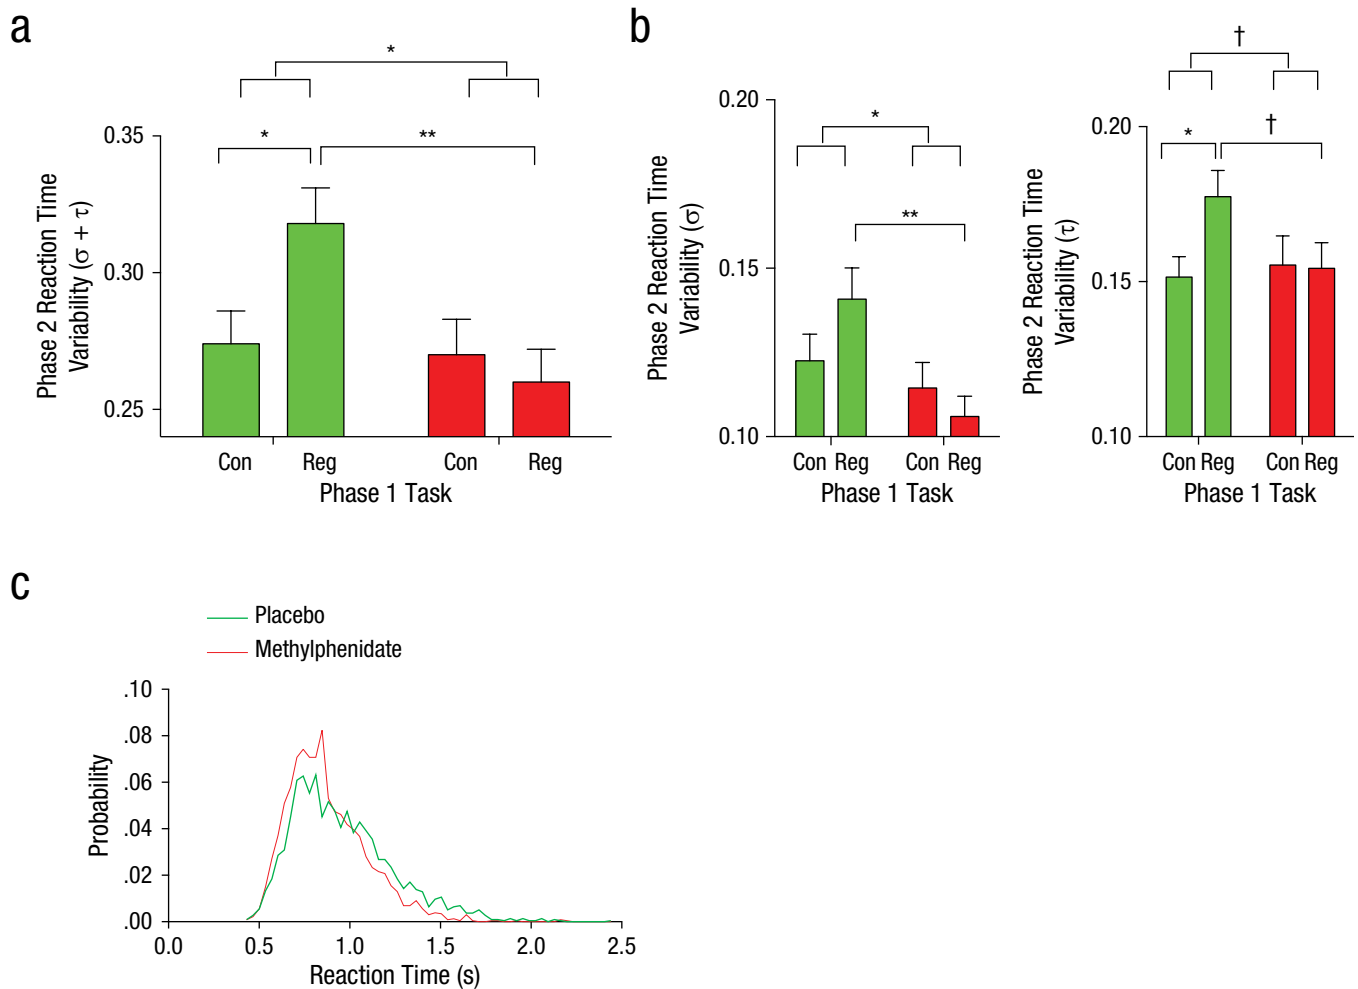 a
*
0.35
*
**
0.30
0.25
Phase 2 Reaction Time
Variability (σ + τ)
Con
Reg
Con
Reg
Phase 1 Task
b
0.20
*
**
0.15
0.10
Phase 2 Reaction Time
Variability (σ)
Con Reg
Con Reg
Phase 1 Task
†
0.20
*
†
0.15
0.10
Phase 2 Reaction Time
Variability (τ)
Con Reg
Con Reg
Phase 1 Task
c
Placebo
Methylphenidate
.10
.08
.06
.04
.02
.00
Probability
0.0
0.5
1.0
1.5
2.0
2.5
Reaction Time (s)